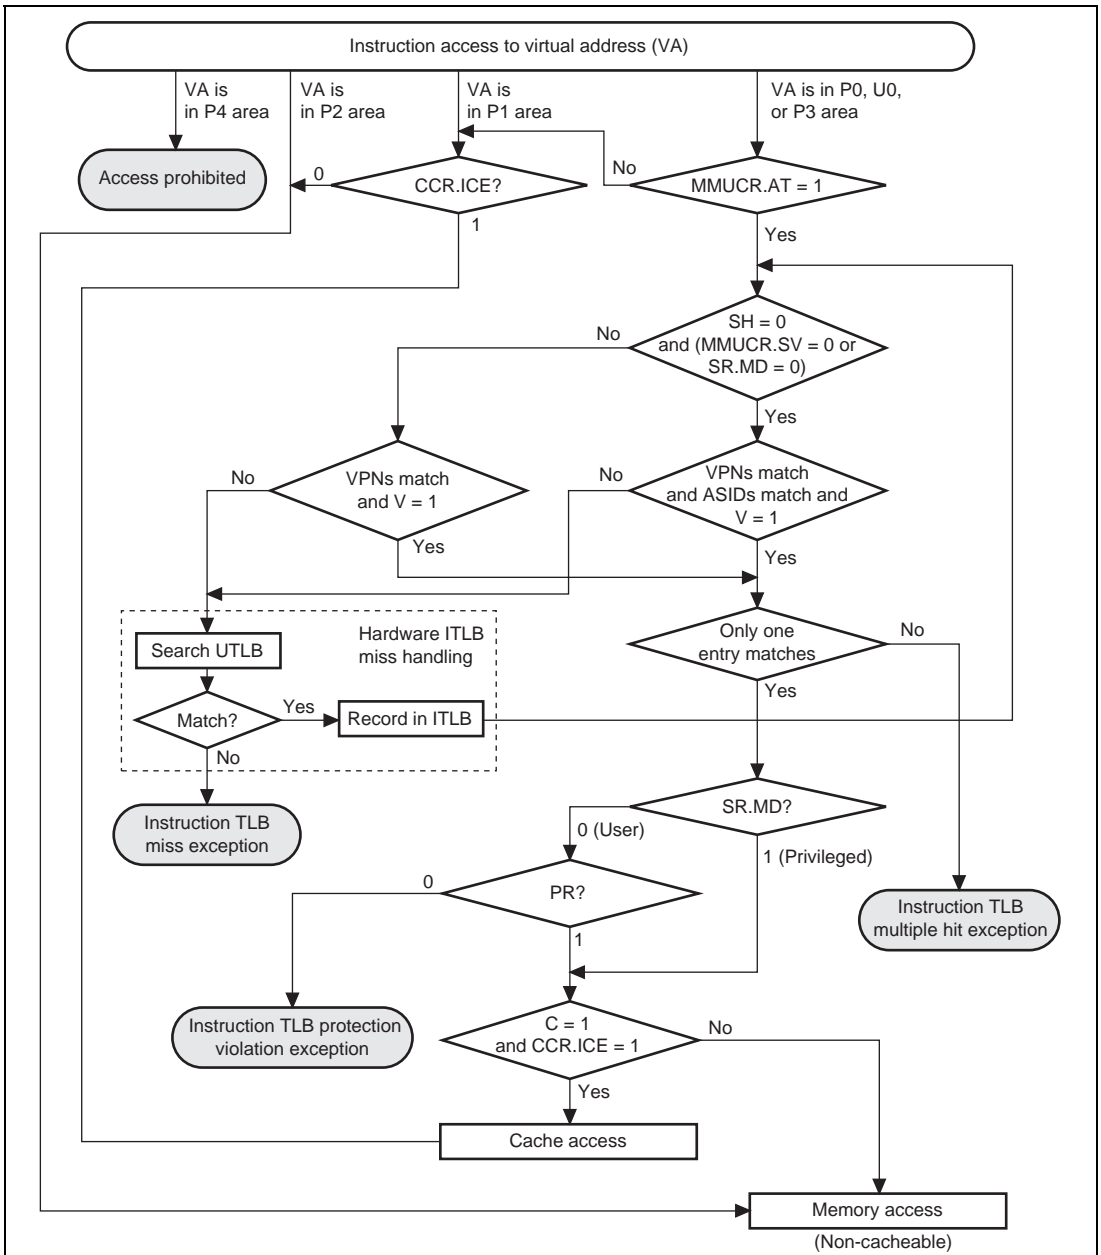 Instruction access to virtual address (VA)
VA is
in P4 area
VA is
in P2 area
VA is
in P1 area
VA is in P0, U0,
or P3 area
Access prohibited
0
CCR.ICE?
1
No
MMUCR.AT = 1
Yes
SH = 0
and (MMUCR.SV = 0 or
SR.MD = 0)
No
Yes
VPNs match
and V = 1
No
Yes
VPNs match
and ASIDs match and
V = 1
No
Yes
Only one
entry matches
No
Yes
Hardware ITLB
miss handling
Search UTLB
Match?
Yes
Record in ITLB
No
Instruction TLB
miss exception
SR.MD?
0 (User)
1 (Privileged)
PR?
0
1
Instruction TLB
multiple hit exception
Instruction TLB protection
violation exception
C = 1
and CCR.ICE = 1
No
Yes
Cache access
Memory access
(Non-cacheable)